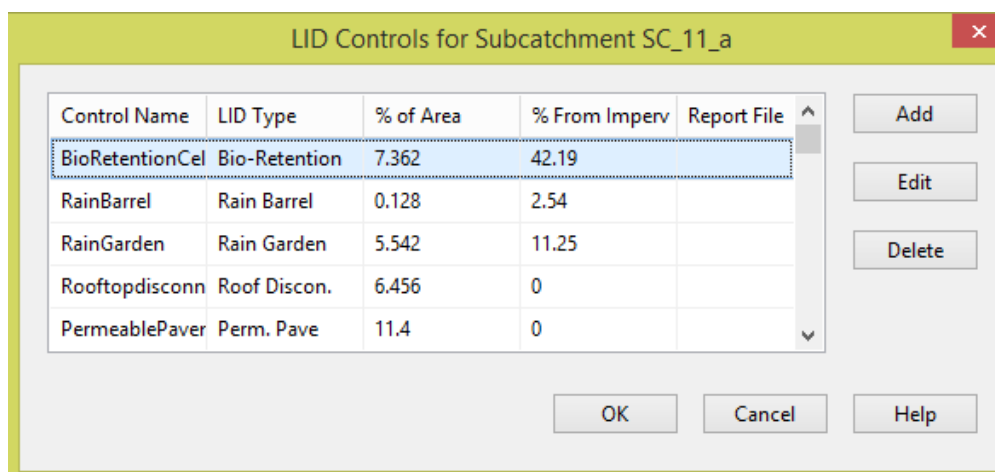 LID Controls for Subcatchment SC_11_a
Control Name LID Type % of Area % From Imperv Report File
BioRetentionCel Bio-Retention 7.362 42.19
RainBarrel Rain Barrel 0.128 2.54
RainGarden Rain Garden 5.542 11.25
Rooftopdisconn Roof Discon. 6.456 0
PermeablePaver Perm. Pave 11.4 0
Add
Edit
Delete
OK Cancel Help